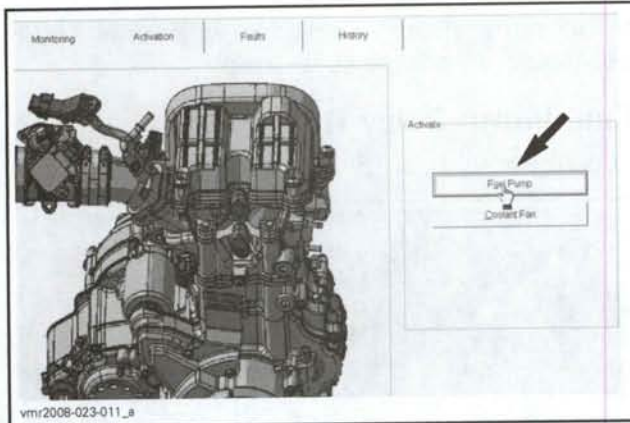 Monitoring
Activation
Faults
History
Activate
Fuel Pump
Coolant Fan
vmr2008-023-011_a